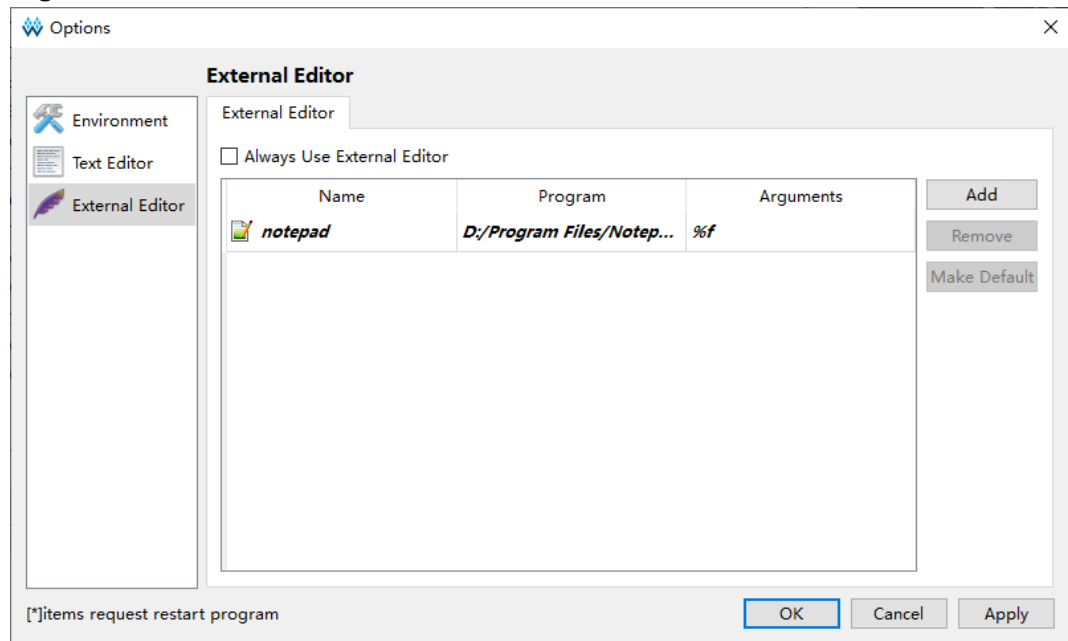 Options
External Editor
Environment
Text Editor
External Editor
External Editor
Always Use External Editor
Name Program Arguments
notepad D:/Program Files/Notep... %f
Add
Remove
Make Default
[*]items request restart program
OK Cancel Apply